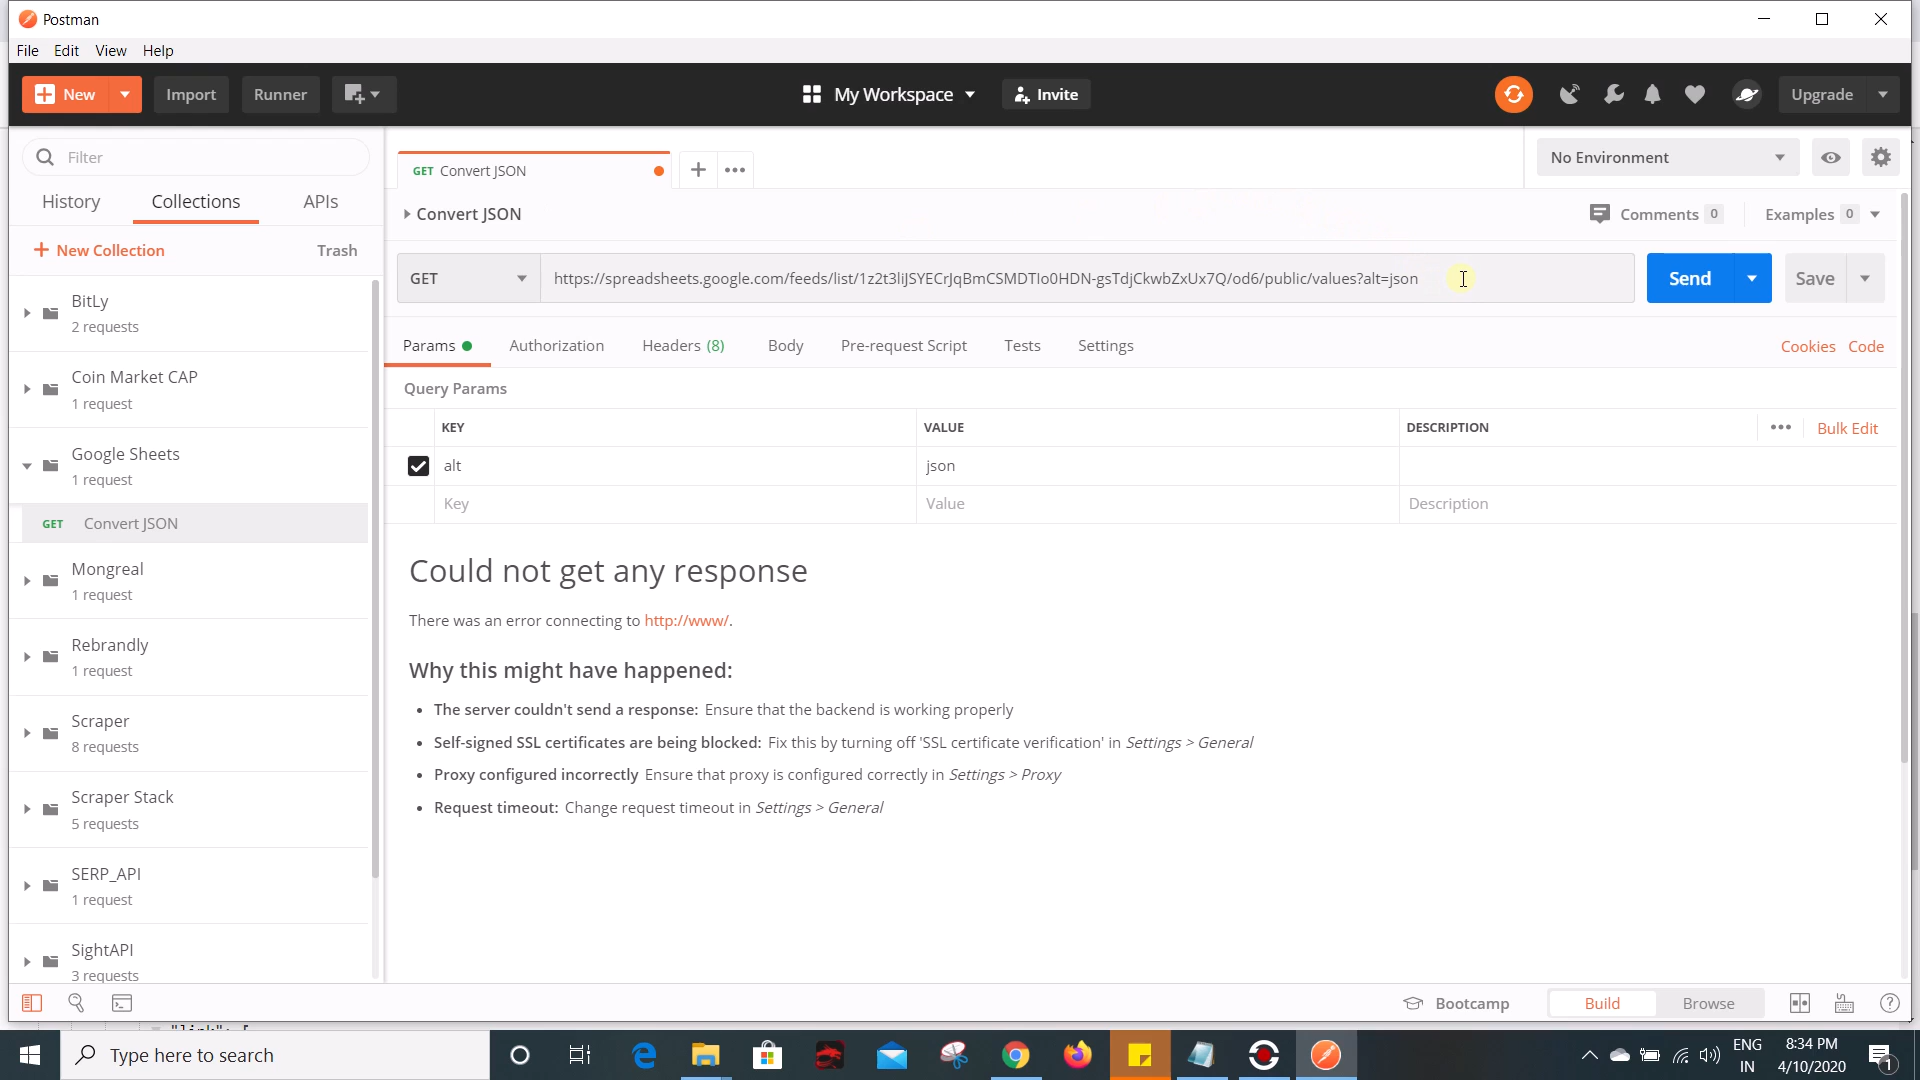 Postman
File Edit View Help
New Import Runner My Workspace Invite Upgrade
Filter
History Collections APIs
New Collection Trash
BitLy
2 requests
Coin Market CAP
1 request
Google Sheets
1 request
GET Convert JSON
Mongreal
1 request
Rebrandly
1 request
Scraper
8 requests
Scraper Stack
5 requests
SERP_API
1 request
SightAPI
3 requests
GET Convert JSON
No Environment
Convert JSON
Comments 0 Examples 0
GET https://spreadsheets.google.com/feeds/list/1z2t3liJSYECrJqBmCSMDTIo0HDN-gsTdjCkwbZxUx7Q/od6/public/values?alt=json Send Save
Params Authorization Headers (8) Body Pre-request Script Tests Settings Cookies Code
Query Params
KEY VALUE DESCRIPTION Bulk Edit
alt json
Key Value Description
Could not get any response
There was an error connecting to http://www/.
Why this might have happened:
The server couldn't send a response: Ensure that the backend is working properly
Self-signed SSL certificates are being blocked: Fix this by turning off 'SSL certificate verification' in Settings > General
Proxy configured incorrectly Ensure that proxy is configured correctly in Settings > Proxy
Request timeout: Change request timeout in Settings > General
Bootcamp Build Browse
"link": [
Type here to search
ENG
IN
8:34 PM
4/10/2020
1